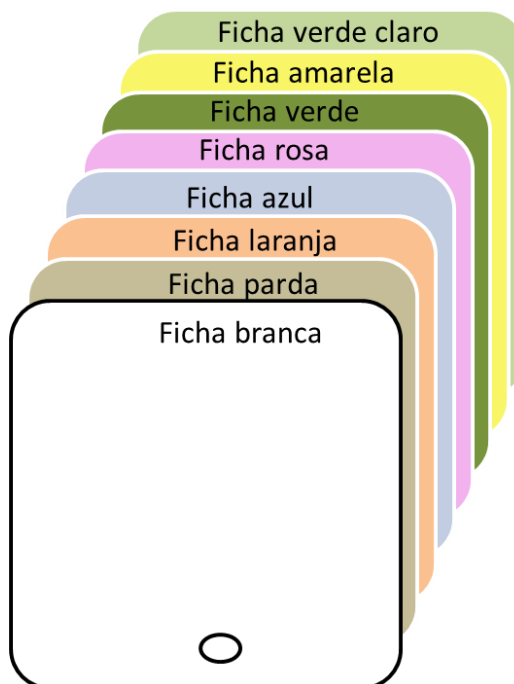 Ficha verde claro
Ficha amarela
Ficha verde
Ficha rosa
Ficha azul
Ficha laranja
Ficha parda
Ficha branca